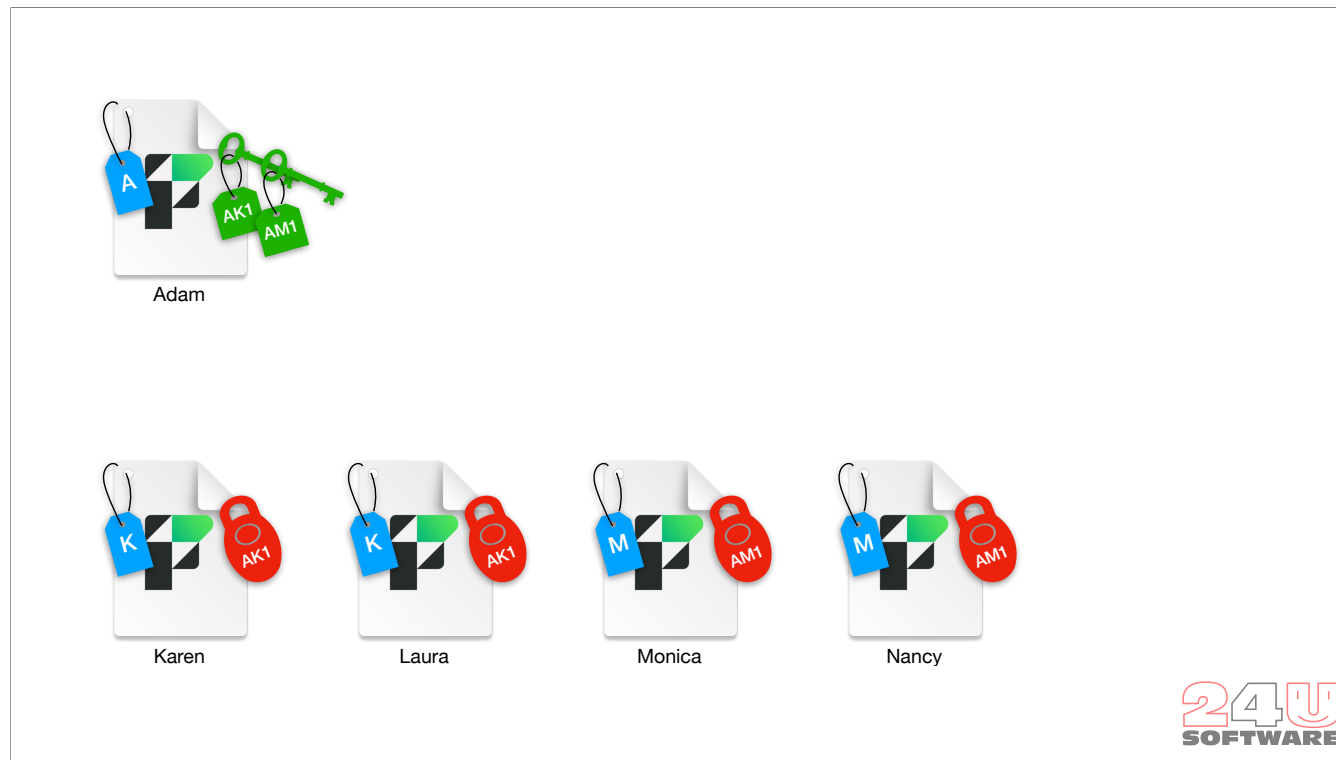 A
AK1
AM1
Adam
K
AK1
K
AK1
M
AM1
M
AM1
Karen
Laura
Monica
Nancy
24U
SOFTWARE